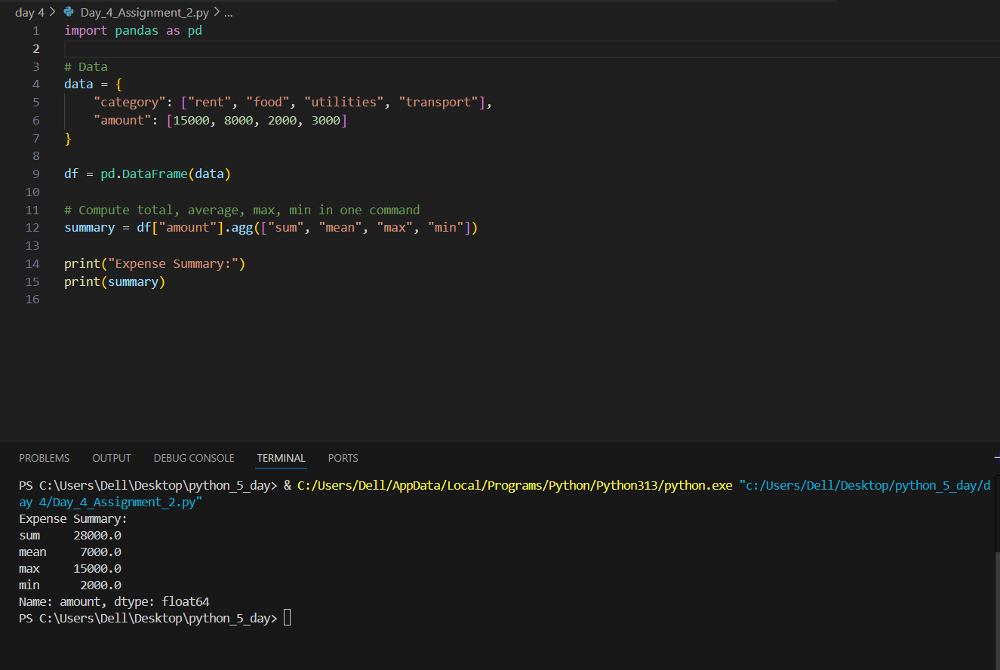 day 4 > Day_4_Assignment_2.py > ...
1 import pandas as pd
2
3 # Data
4 data = {
5     "category": ["rent", "food", "utilities", "transport"],
6     "amount": [15000, 8000, 2000, 3000]
7 }
8
9 df = pd.DataFrame(data)
10
11 # Compute total, average, max, min in one command
12 summary = df["amount"].agg(["sum", "mean", "max", "min"])
13
14 print("Expense Summary:")
15 print(summary)
16
PROBLEMS OUTPUT DEBUG CONSOLE TERMINAL PORTS
PS C:\Users\Dell\Desktop\python_5_day> & C:/Users/Dell/AppData/Local/Programs/Python/Python313/python.exe "c:/Users/Dell/Desktop/python_5_day/d
ay 4/Day_4_Assignment_2.py"
Expense Summary:
sum     28000.0
mean     7000.0
max     15000.0
min      2000.0
Name: amount, dtype: float64
PS C:\Users\Dell\Desktop\python_5_day>